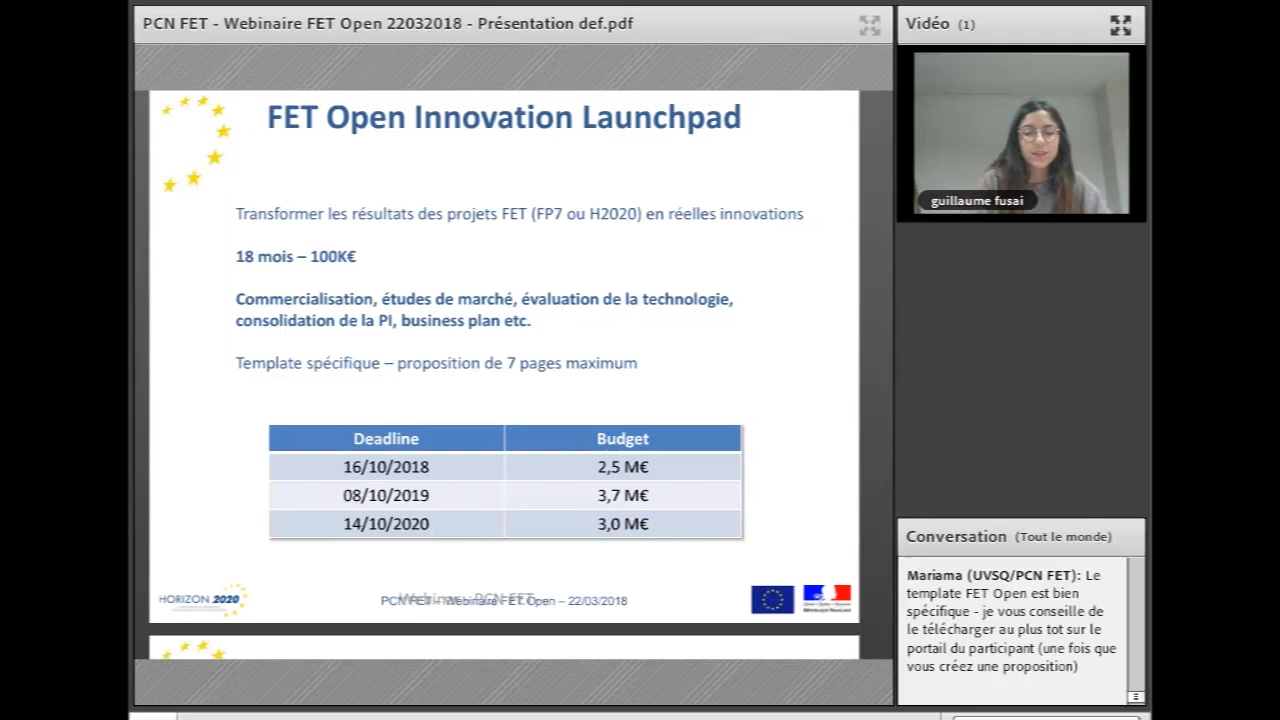 PCN FET - Webinaire FET Open 22032018 - Présentation def.pdf
FET Open Innovation Launchpad
Transformer les résultats des projets FET (FP7 ou H2020) en réelles innovations
18 mois – 100K€
Commercialisation, études de marché, évaluation de la technologie,
consolidation de la PI, business plan etc.
Template spécifique – proposition de 7 pages maximum
Deadline Budget
16/10/2018 2,5 M€
08/10/2019 3,7 M€
14/10/2020 3,0 M€
HORIZON 2020
PCN FET – Webinaire FET Open – 22/03/2018
Vidéo (1)
guillaume fusai
Conversation (Tout le monde)
Mariama (UVSQ/PCN FET): Le
template FET Open est bien
spécifique - je vous conseille de
le télécharger au plus tot sur le
portail du participant (une fois que
vous créez une proposition)